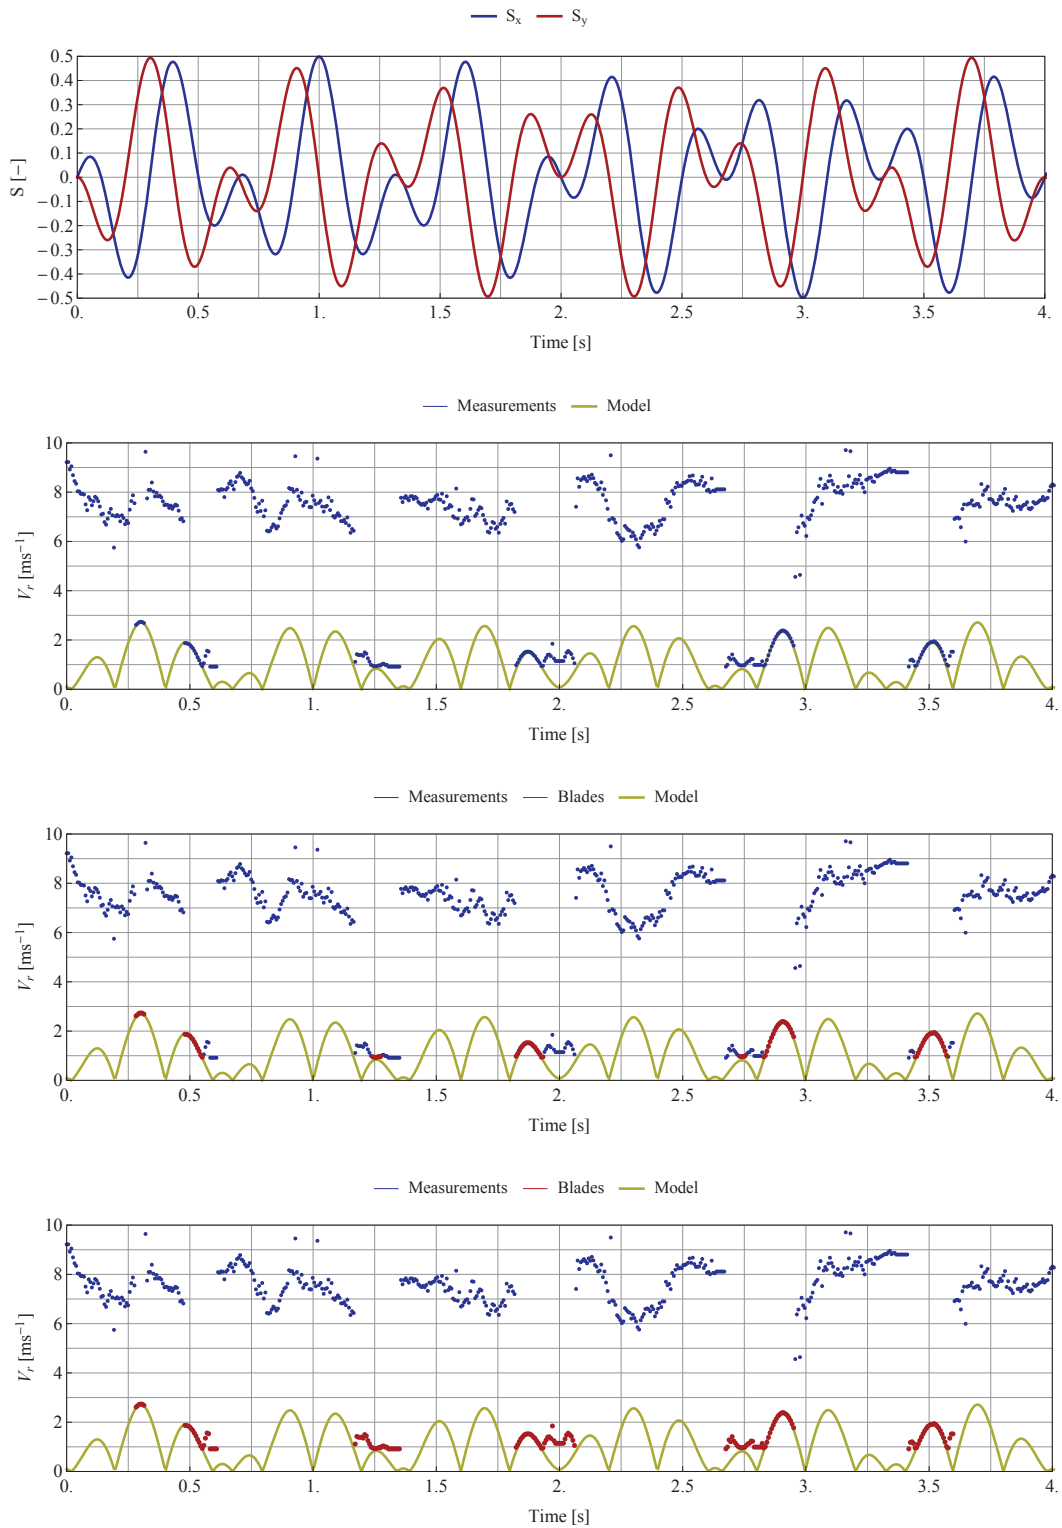 S_x S_y
0.5
0.4
0.3
0.2
0.1
0.
−0.1
−0.2
−0.3
−0.4
−0.5
S [−]
0. 0.5 1. 1.5 2. 2.5 3. 3.5 4.
Time [s]
Measurements Model
10
8
6
4
2
0
V_r [ms⁻¹]
0. 0.5 1. 1.5 2. 2.5 3. 3.5 4.
Time [s]
Measurements Blades Model
10
8
6
4
2
0
V_r [ms⁻¹]
0. 0.5 1. 1.5 2. 2.5 3. 3.5 4.
Time [s]
Measurements Blades Model
10
8
6
4
2
0
V_r [ms⁻¹]
0. 0.5 1. 1.5 2. 2.5 3. 3.5 4.
Time [s]